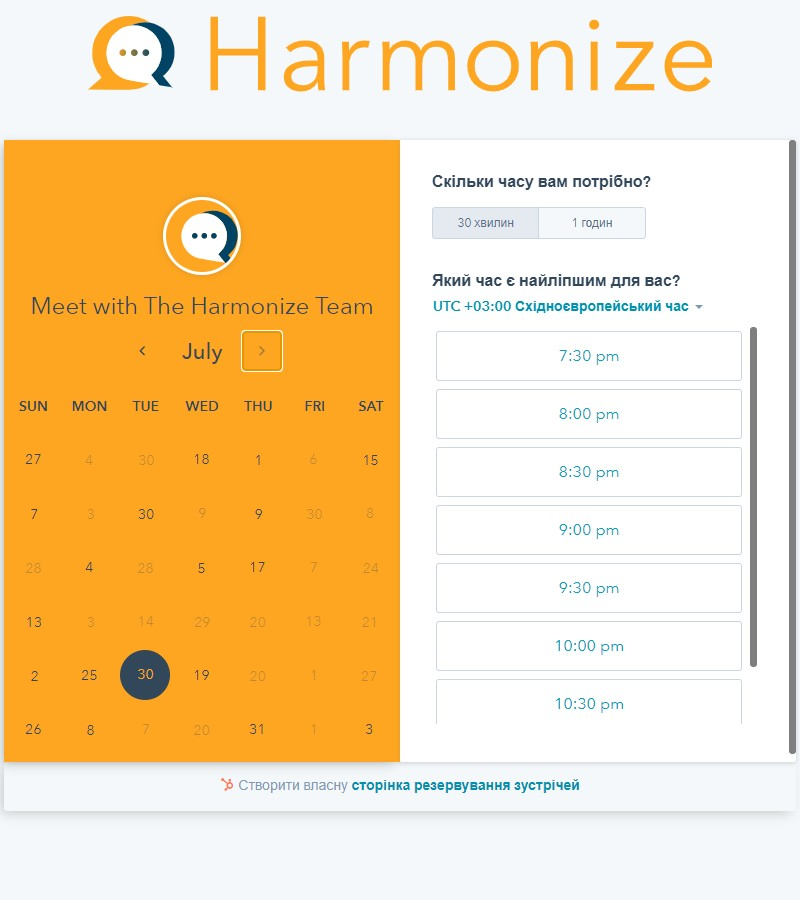 Harmonize
Meet with The Harmonize Team
July
SUN MON TUE WED THU FRI SAT
27 4 30 18 1 6 15
7 3 30 9 9 30 8
28 4 28 5 17 7 24
13 3 14 29 20 13 21
2 25 30 19 20 1 27
26 8 7 20 31 1 3
Скільки часу вам потрібно?
30 хвилин 1 годин
Який час є найліпшим для вас?
UTC +03:00 Східноєвропейський час
7:30 pm
8:00 pm
8:30 pm
9:00 pm
9:30 pm
10:00 pm
10:30 pm
Створити власну сторінка резервування зустрічей